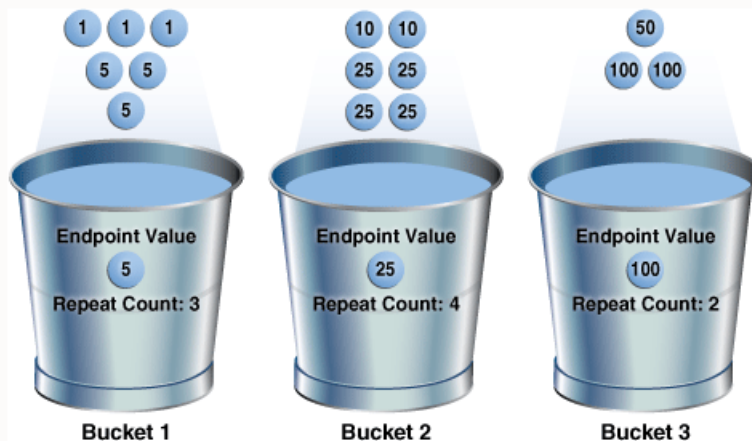 1 1 1
5 5
5
Endpoint Value
5
Repeat Count: 3
Bucket 1
10 10
25 25
25 25
Endpoint Value
25
Repeat Count: 4
Bucket 2
50
100 100
Endpoint Value
100
Repeat Count: 2
Bucket 3